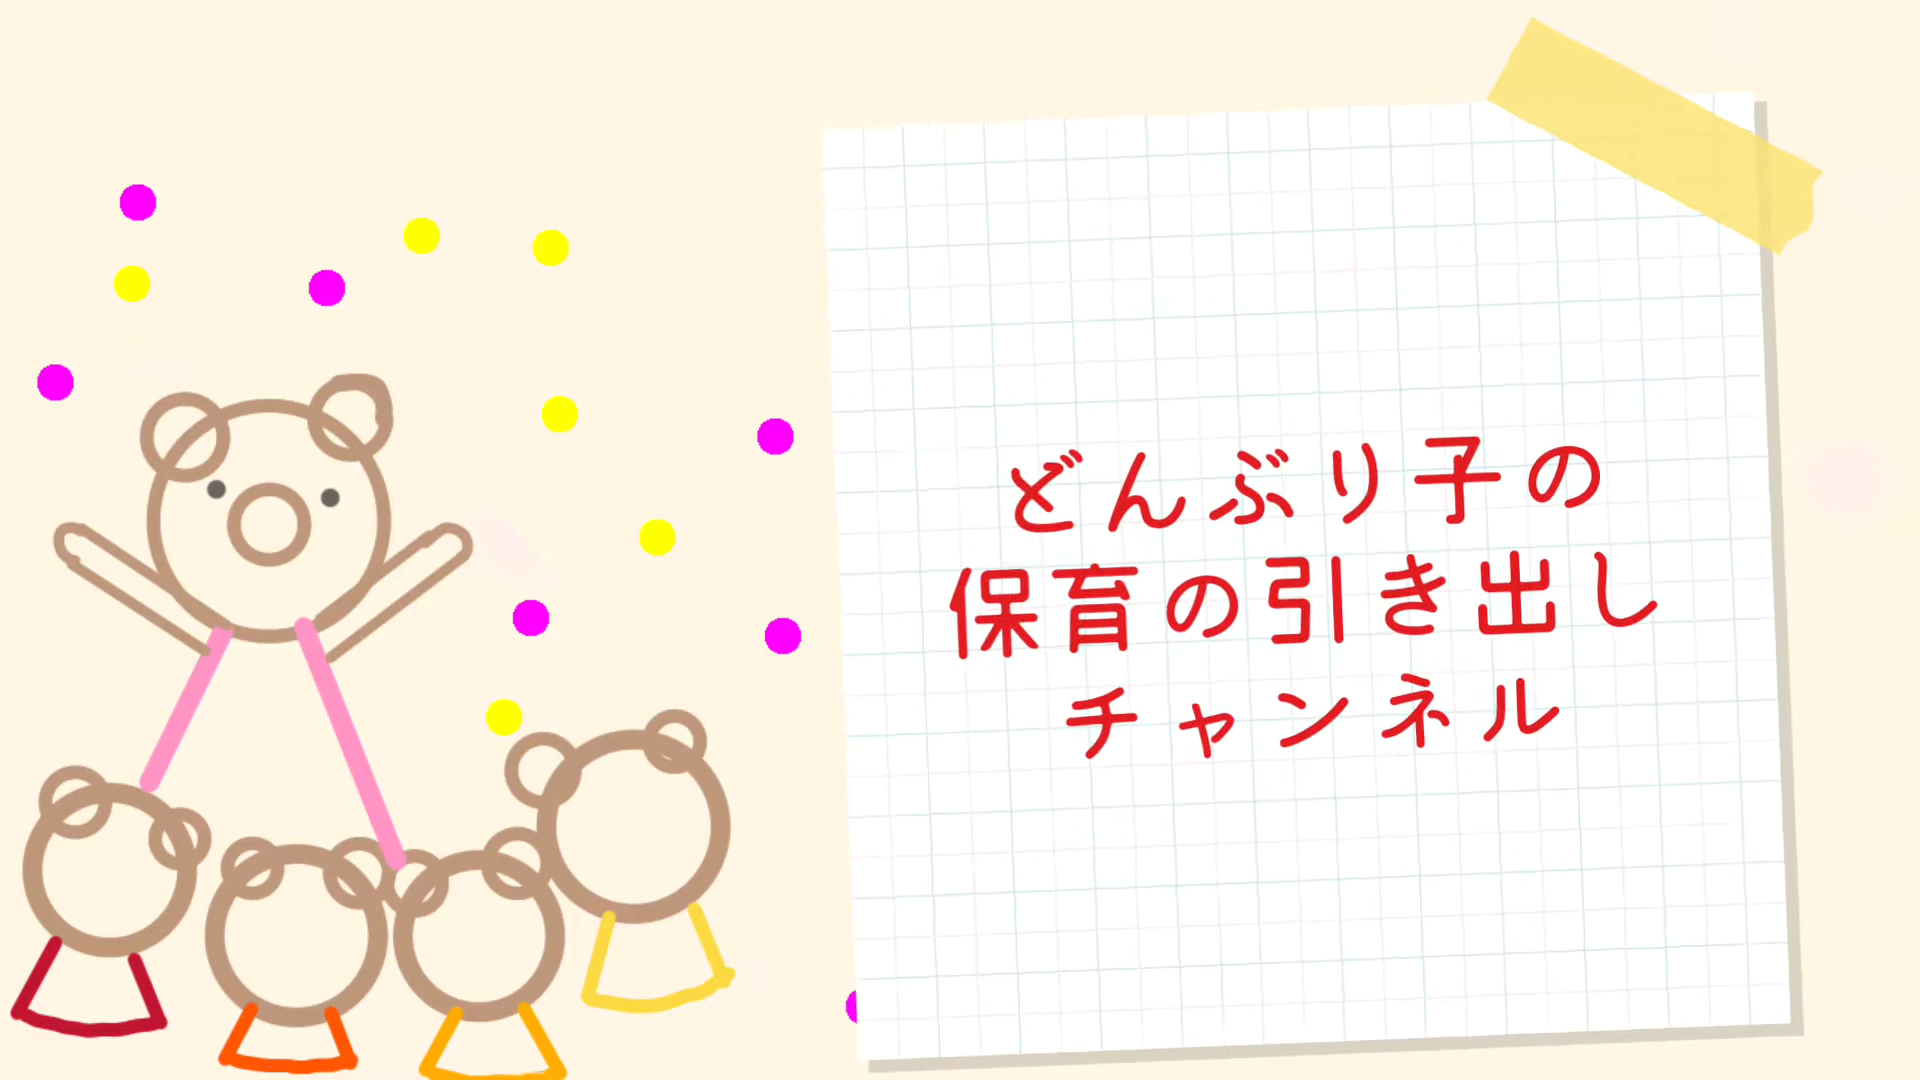 どんぶり子の
保育の引き出し
チャンネル